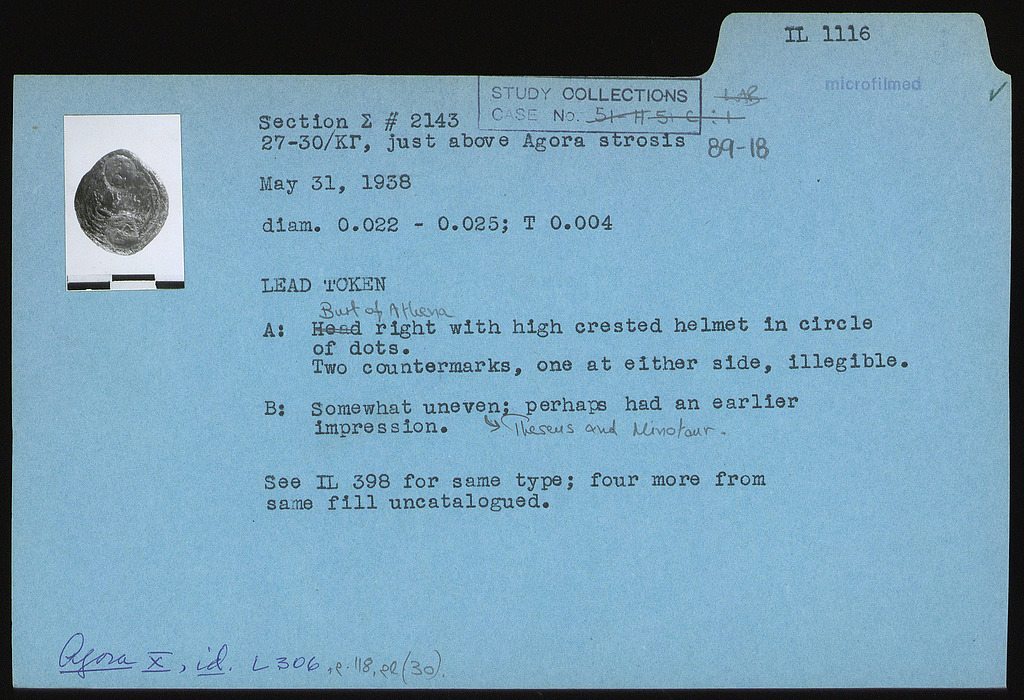 IL 1116
microfilmed
STUDY COLLECTIONS
CASE No. 51-H-51 C : 1
LAB
Section Σ # 2143
27-30/ΚΓ, just above Agora strosis
89-18
May 31, 1938
diam. 0.022 - 0.025; T 0.004
LEAD TOKEN
Bust of Athena
A: Head right with high crested helmet in circle
of dots.
Two countermarks, one at either side, illegible.
B: Somewhat uneven; perhaps had an earlier
impression.
Theseus and Minotaur.
See IL 398 for same type; four more from
same fill uncatalogued.
Agora X, id. L 306, p. 118, pl (30).